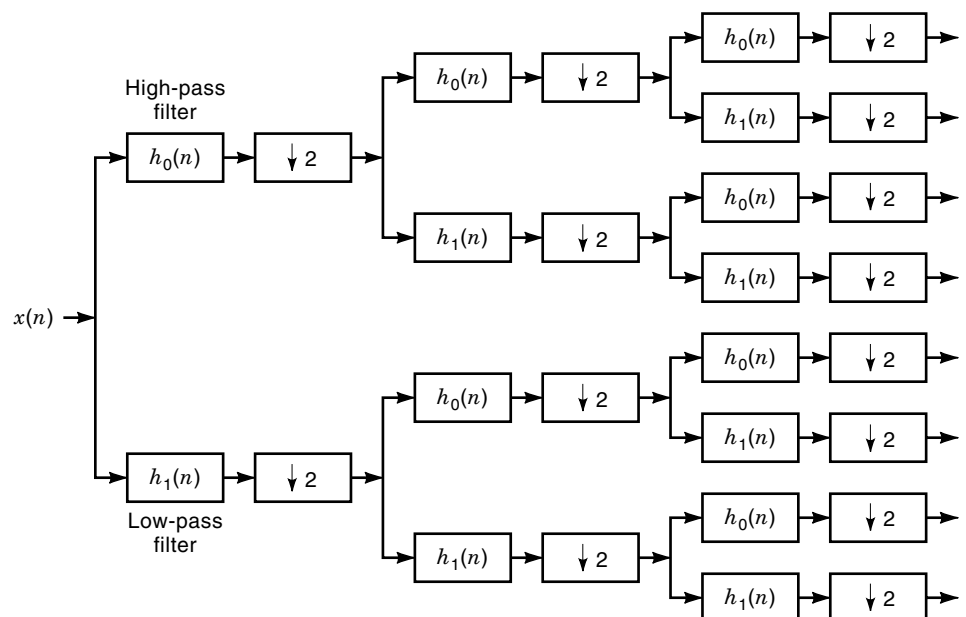 h0(n) ↓ 2
High-pass
filter
h0(n) ↓ 2
h1(n) ↓ 2
h0(n) ↓ 2
h0(n) ↓ 2
h1(n) ↓ 2
h1(n) ↓ 2
x(n)
h0(n) ↓ 2
h0(n) ↓ 2
h1(n) ↓ 2
h1(n) ↓ 2
Low-pass
filter
h0(n) ↓ 2
h1(n) ↓ 2
h1(n) ↓ 2